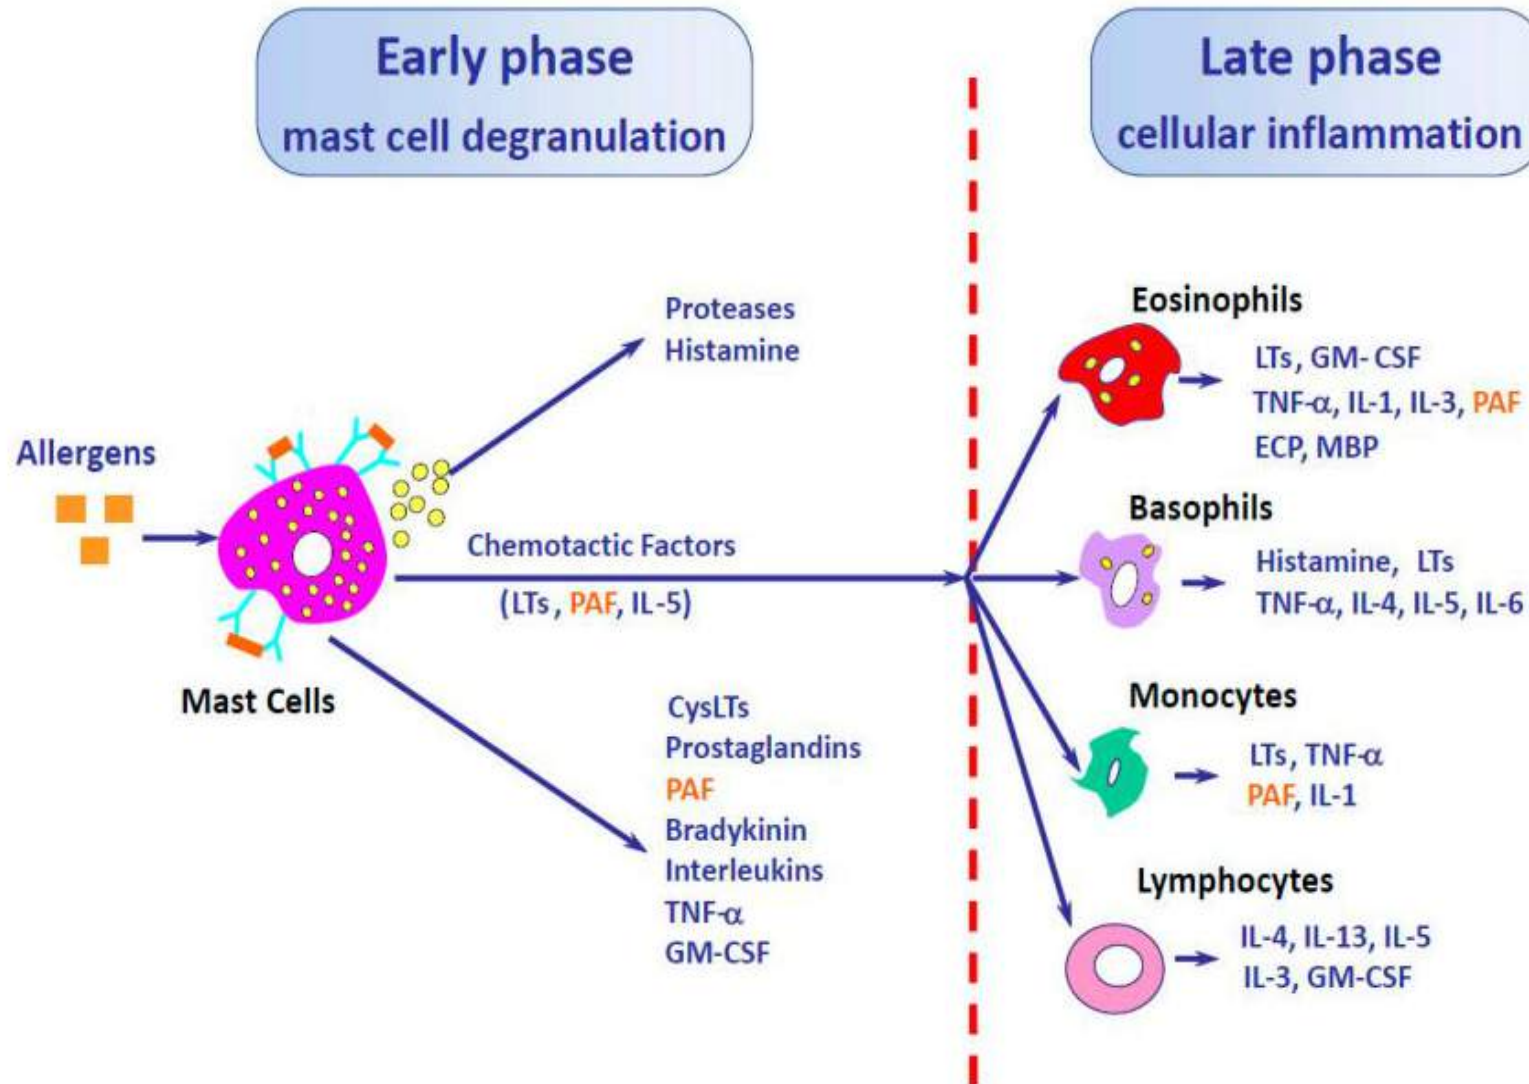 Early phase
mast cell degranulation
Late phase
cellular inflammation
Allergens
Mast Cells
Proteases
Histamine
Chemotactic Factors
(LTs, PAF, IL-5)
CysLTs
Prostaglandins
PAF
Bradykinin
Interleukins
TNF-α
GM-CSF
Eosinophils
LTs, GM- CSF
TNF-α, IL-1, IL-3, PAF
ECP, MBP
Basophils
Histamine, LTs
TNF-α, IL-4, IL-5, IL-6
Monocytes
LTs, TNF-α
PAF, IL-1
Lymphocytes
IL-4, IL-13, IL-5
IL-3, GM-CSF